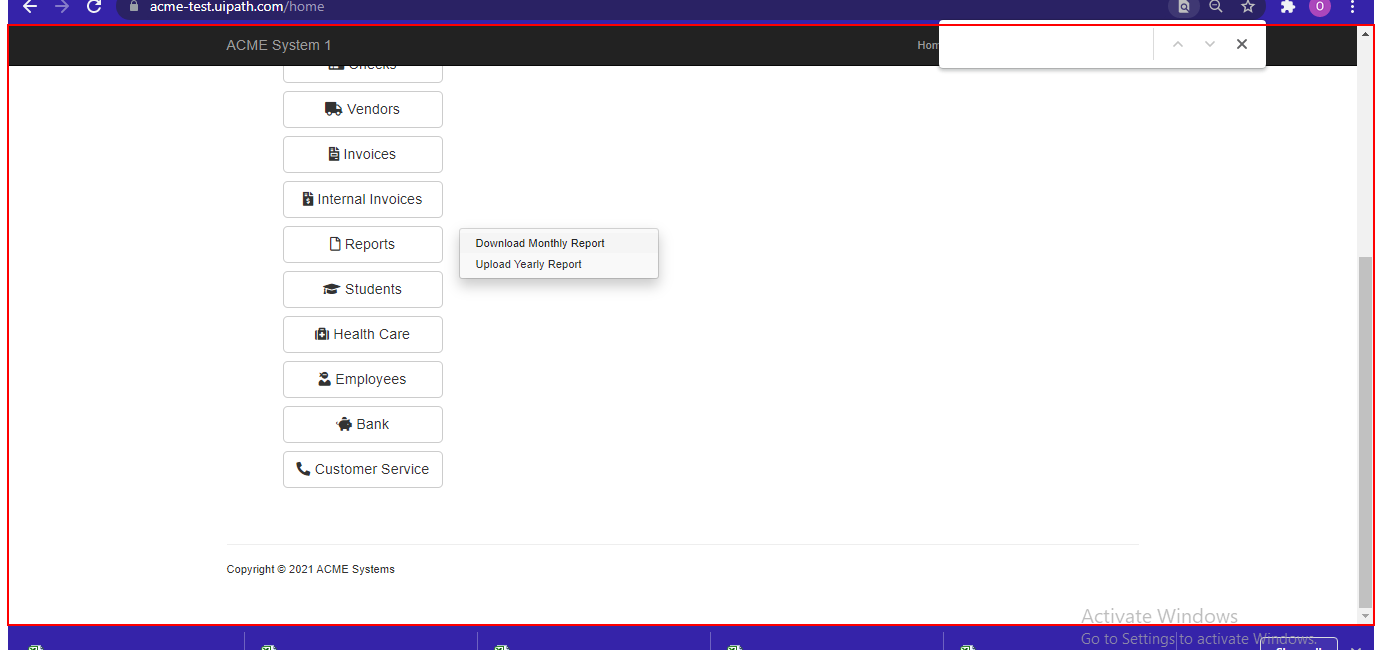 acme-test.uipath.com/home
O
ACME System 1
Hom
Checks
Vendors
Invoices
Internal Invoices
Reports
Download Monthly Report
Upload Yearly Report
Students
Health Care
Employees
Bank
Customer Service
Copyright © 2021 ACME Systems
Activate Windows
Go to Settings to activate Windows.